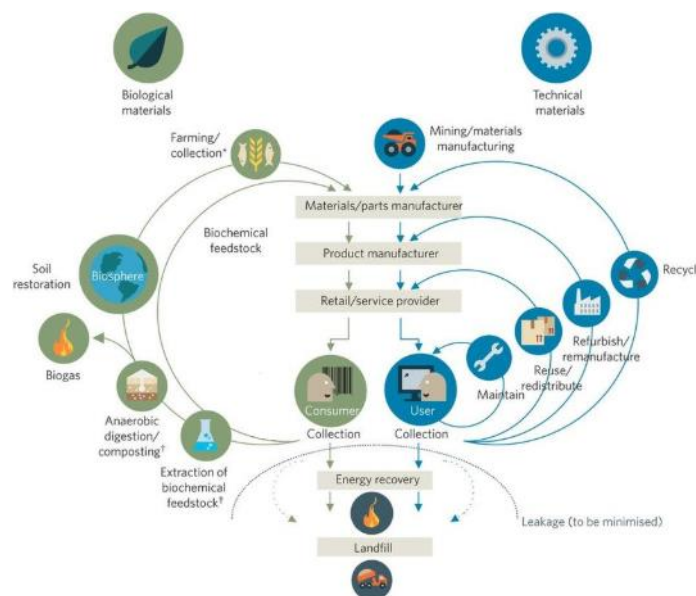 Biological
materials
Technical
materials
Farming/
collection*
Mining/materials
manufacturing
Materials/parts manufacturer
Biochemical
feedstock
Product manufacturer
Soil
restoration
Biosphere
Recycl
Retail/service provider
Refurbish/
remanufacture
Reuse/
redistribute
Biogas
Maintain
Consumer
User
Anaerobic
digestion/
composting†
Collection
Collection
Extraction of
biochemical
feedstock†
Energy recovery
Leakage (to be minimised)
Landfill